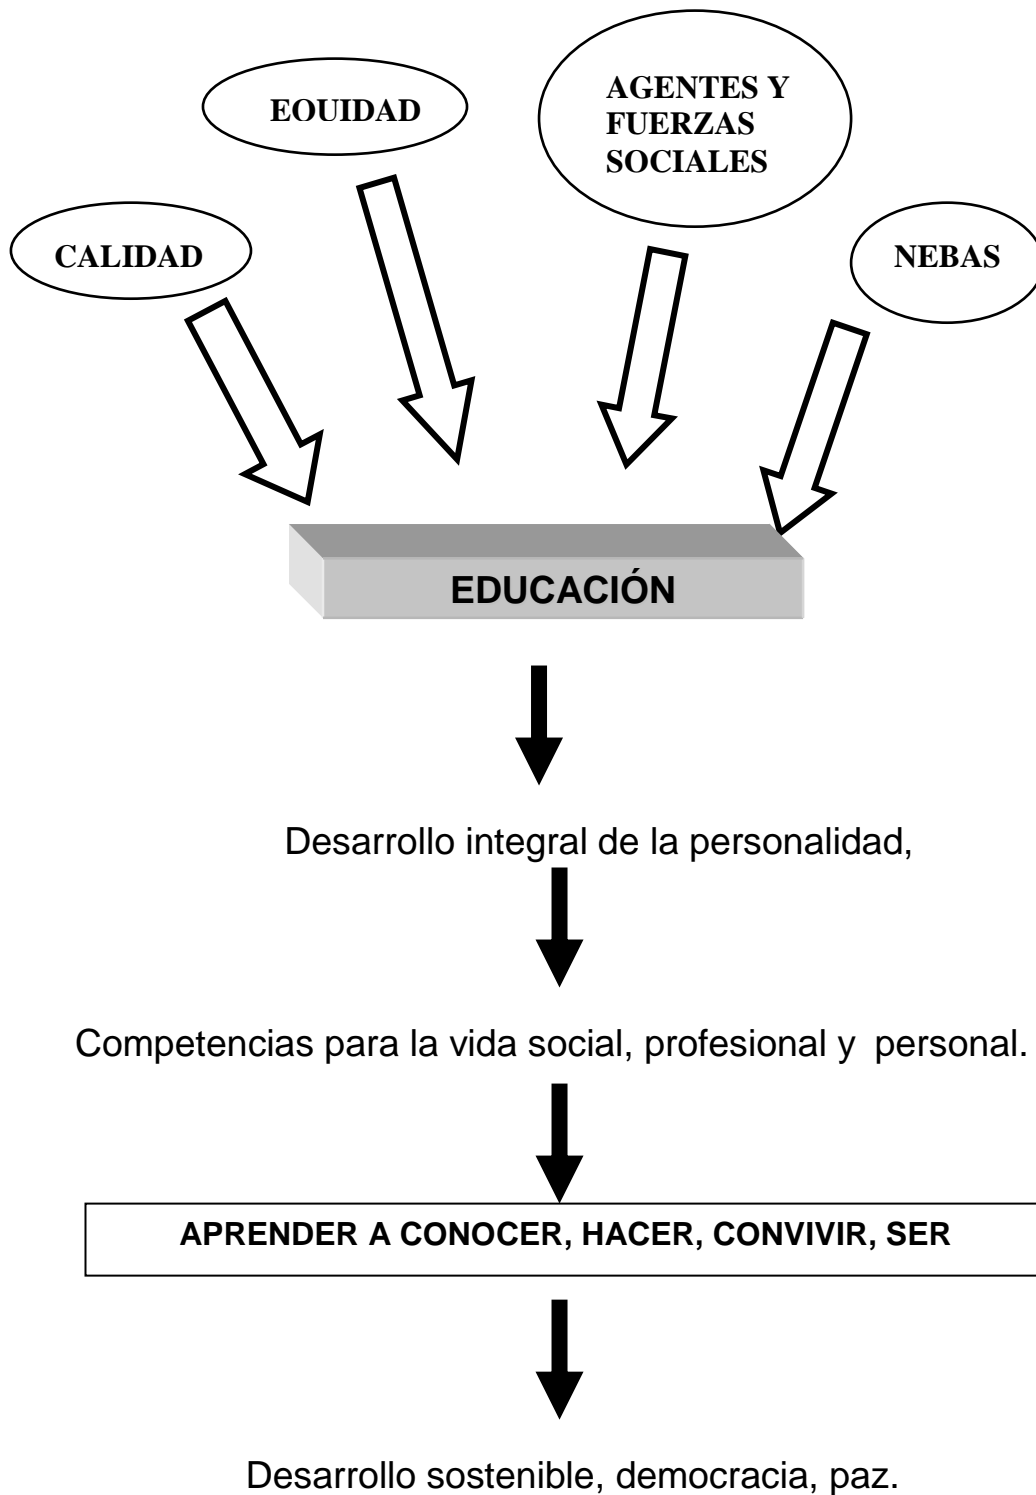 EQUIDAD
AGENTES Y
FUERZAS
SOCIALES
CALIDAD
NEBAS
EDUCACIÓN
Desarrollo integral de la personalidad,
Competencias para la vida social, profesional y  personal.
APRENDER A CONOCER, HACER, CONVIVIR, SER
Desarrollo sostenible, democracia, paz.